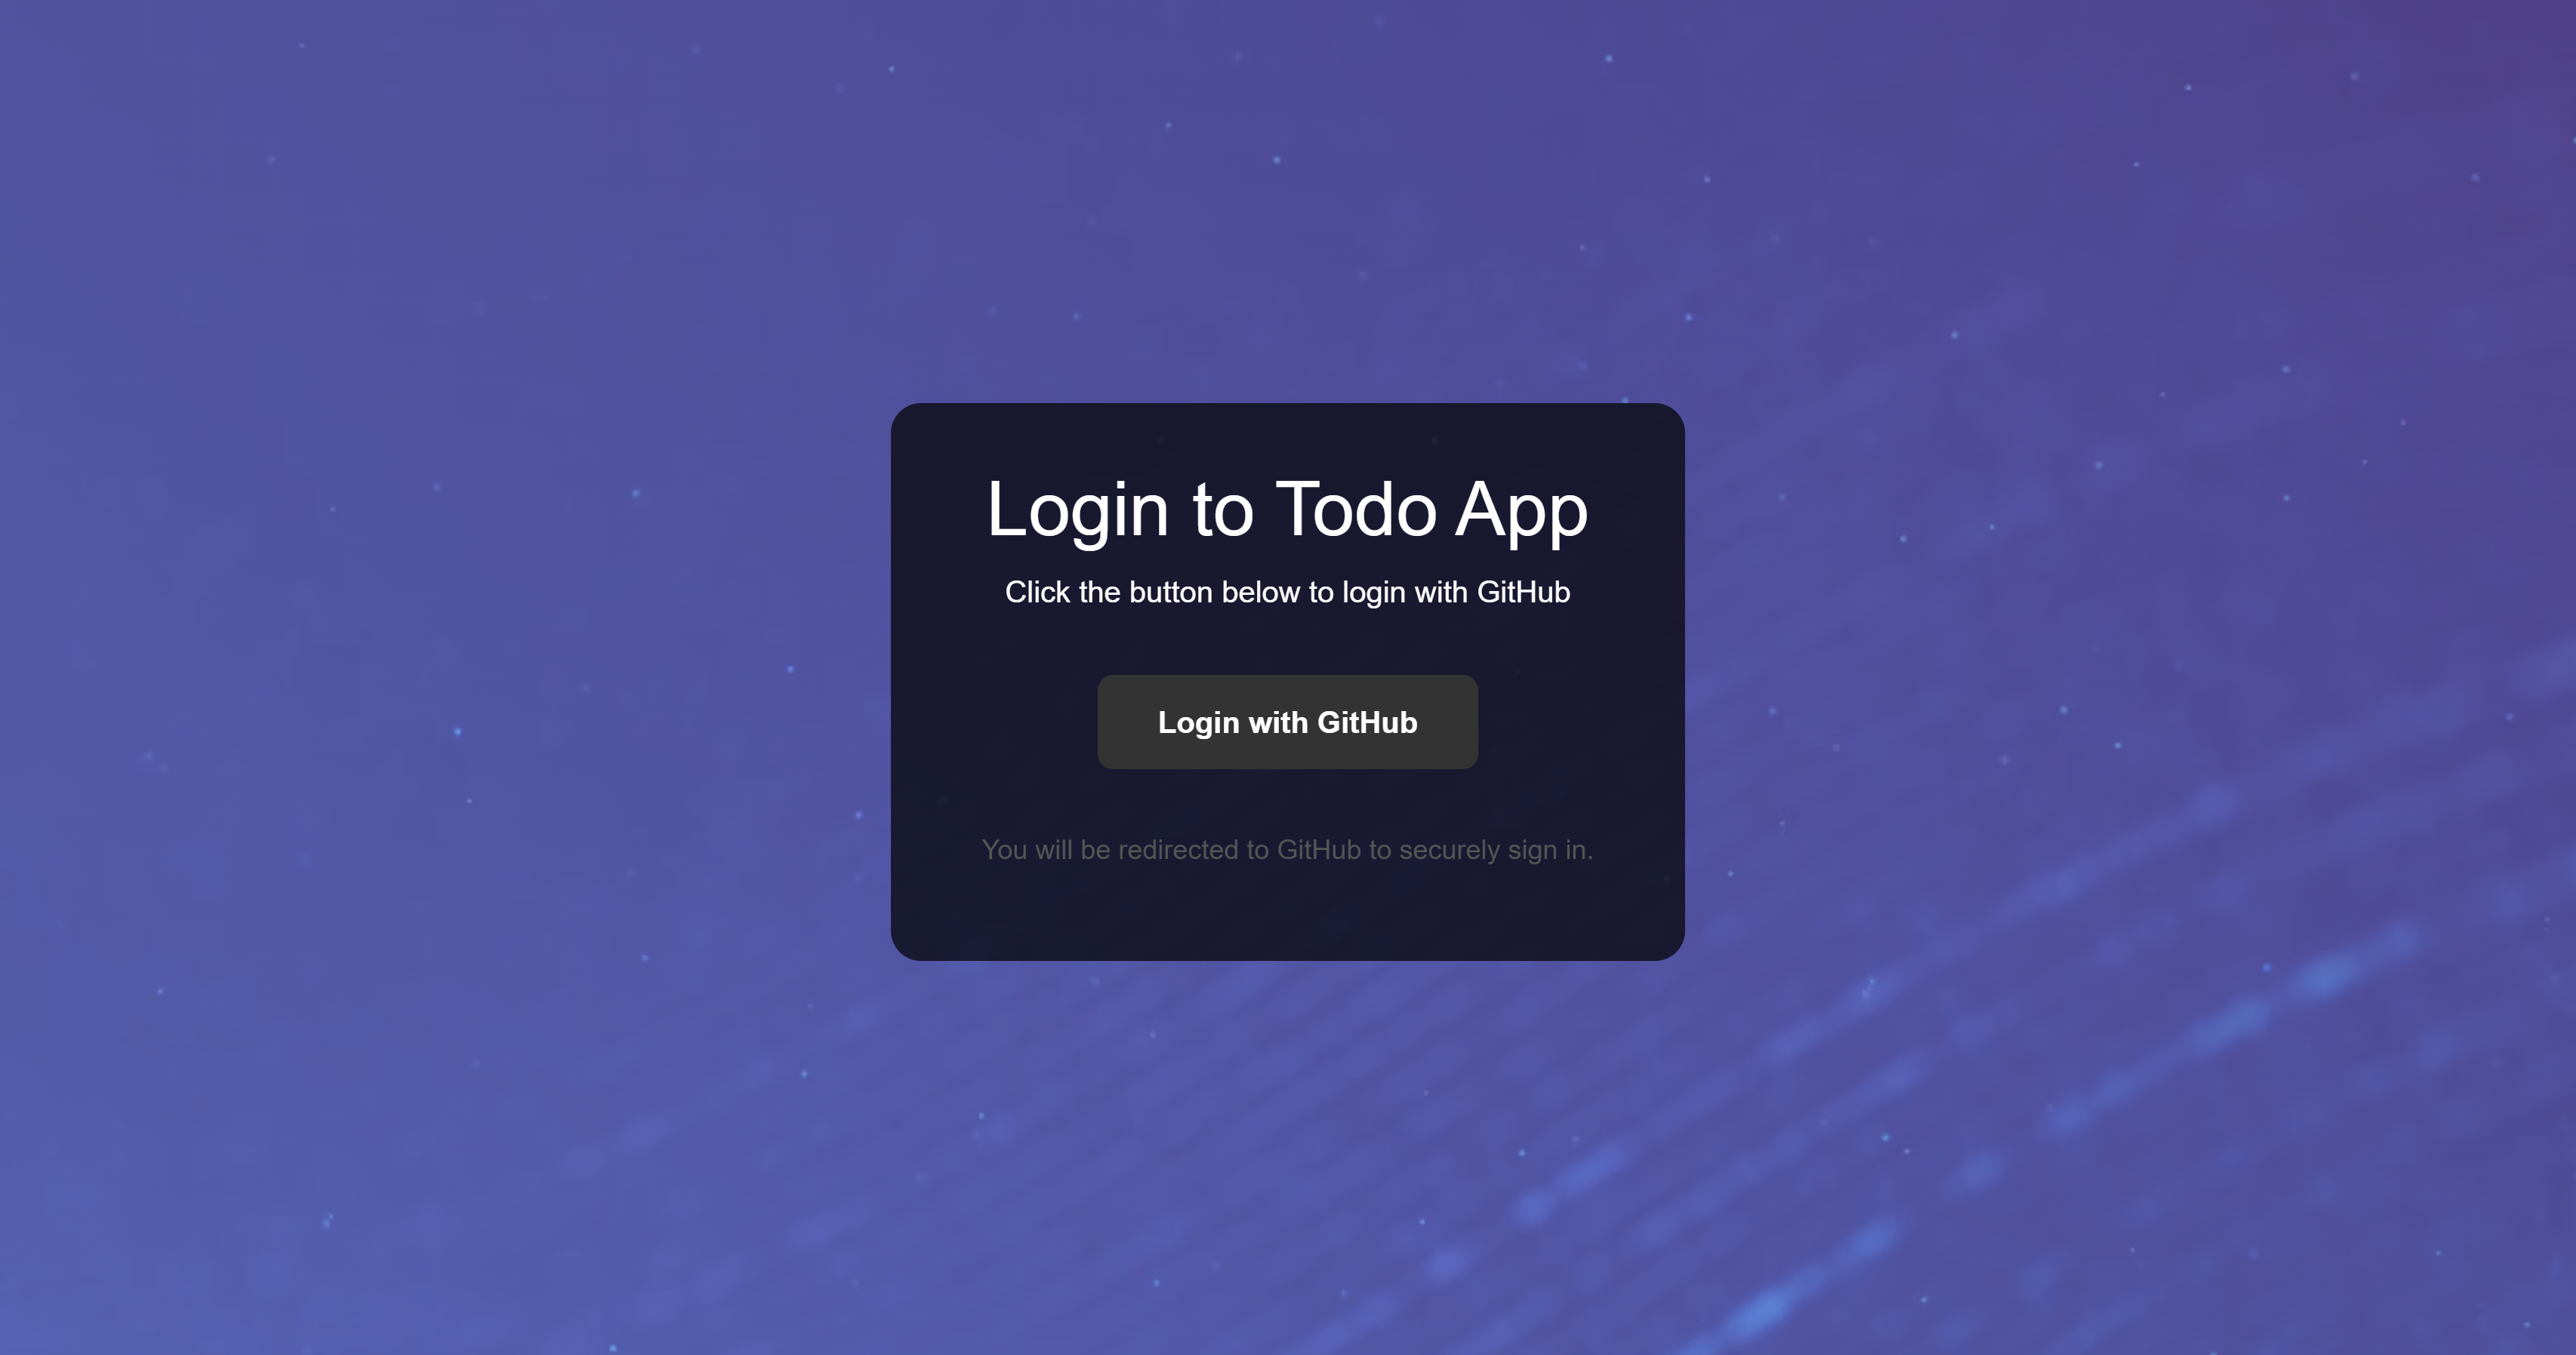 Login to Todo App
Click the button below to login with GitHub
Login with GitHub
You will be redirected to GitHub to securely sign in.